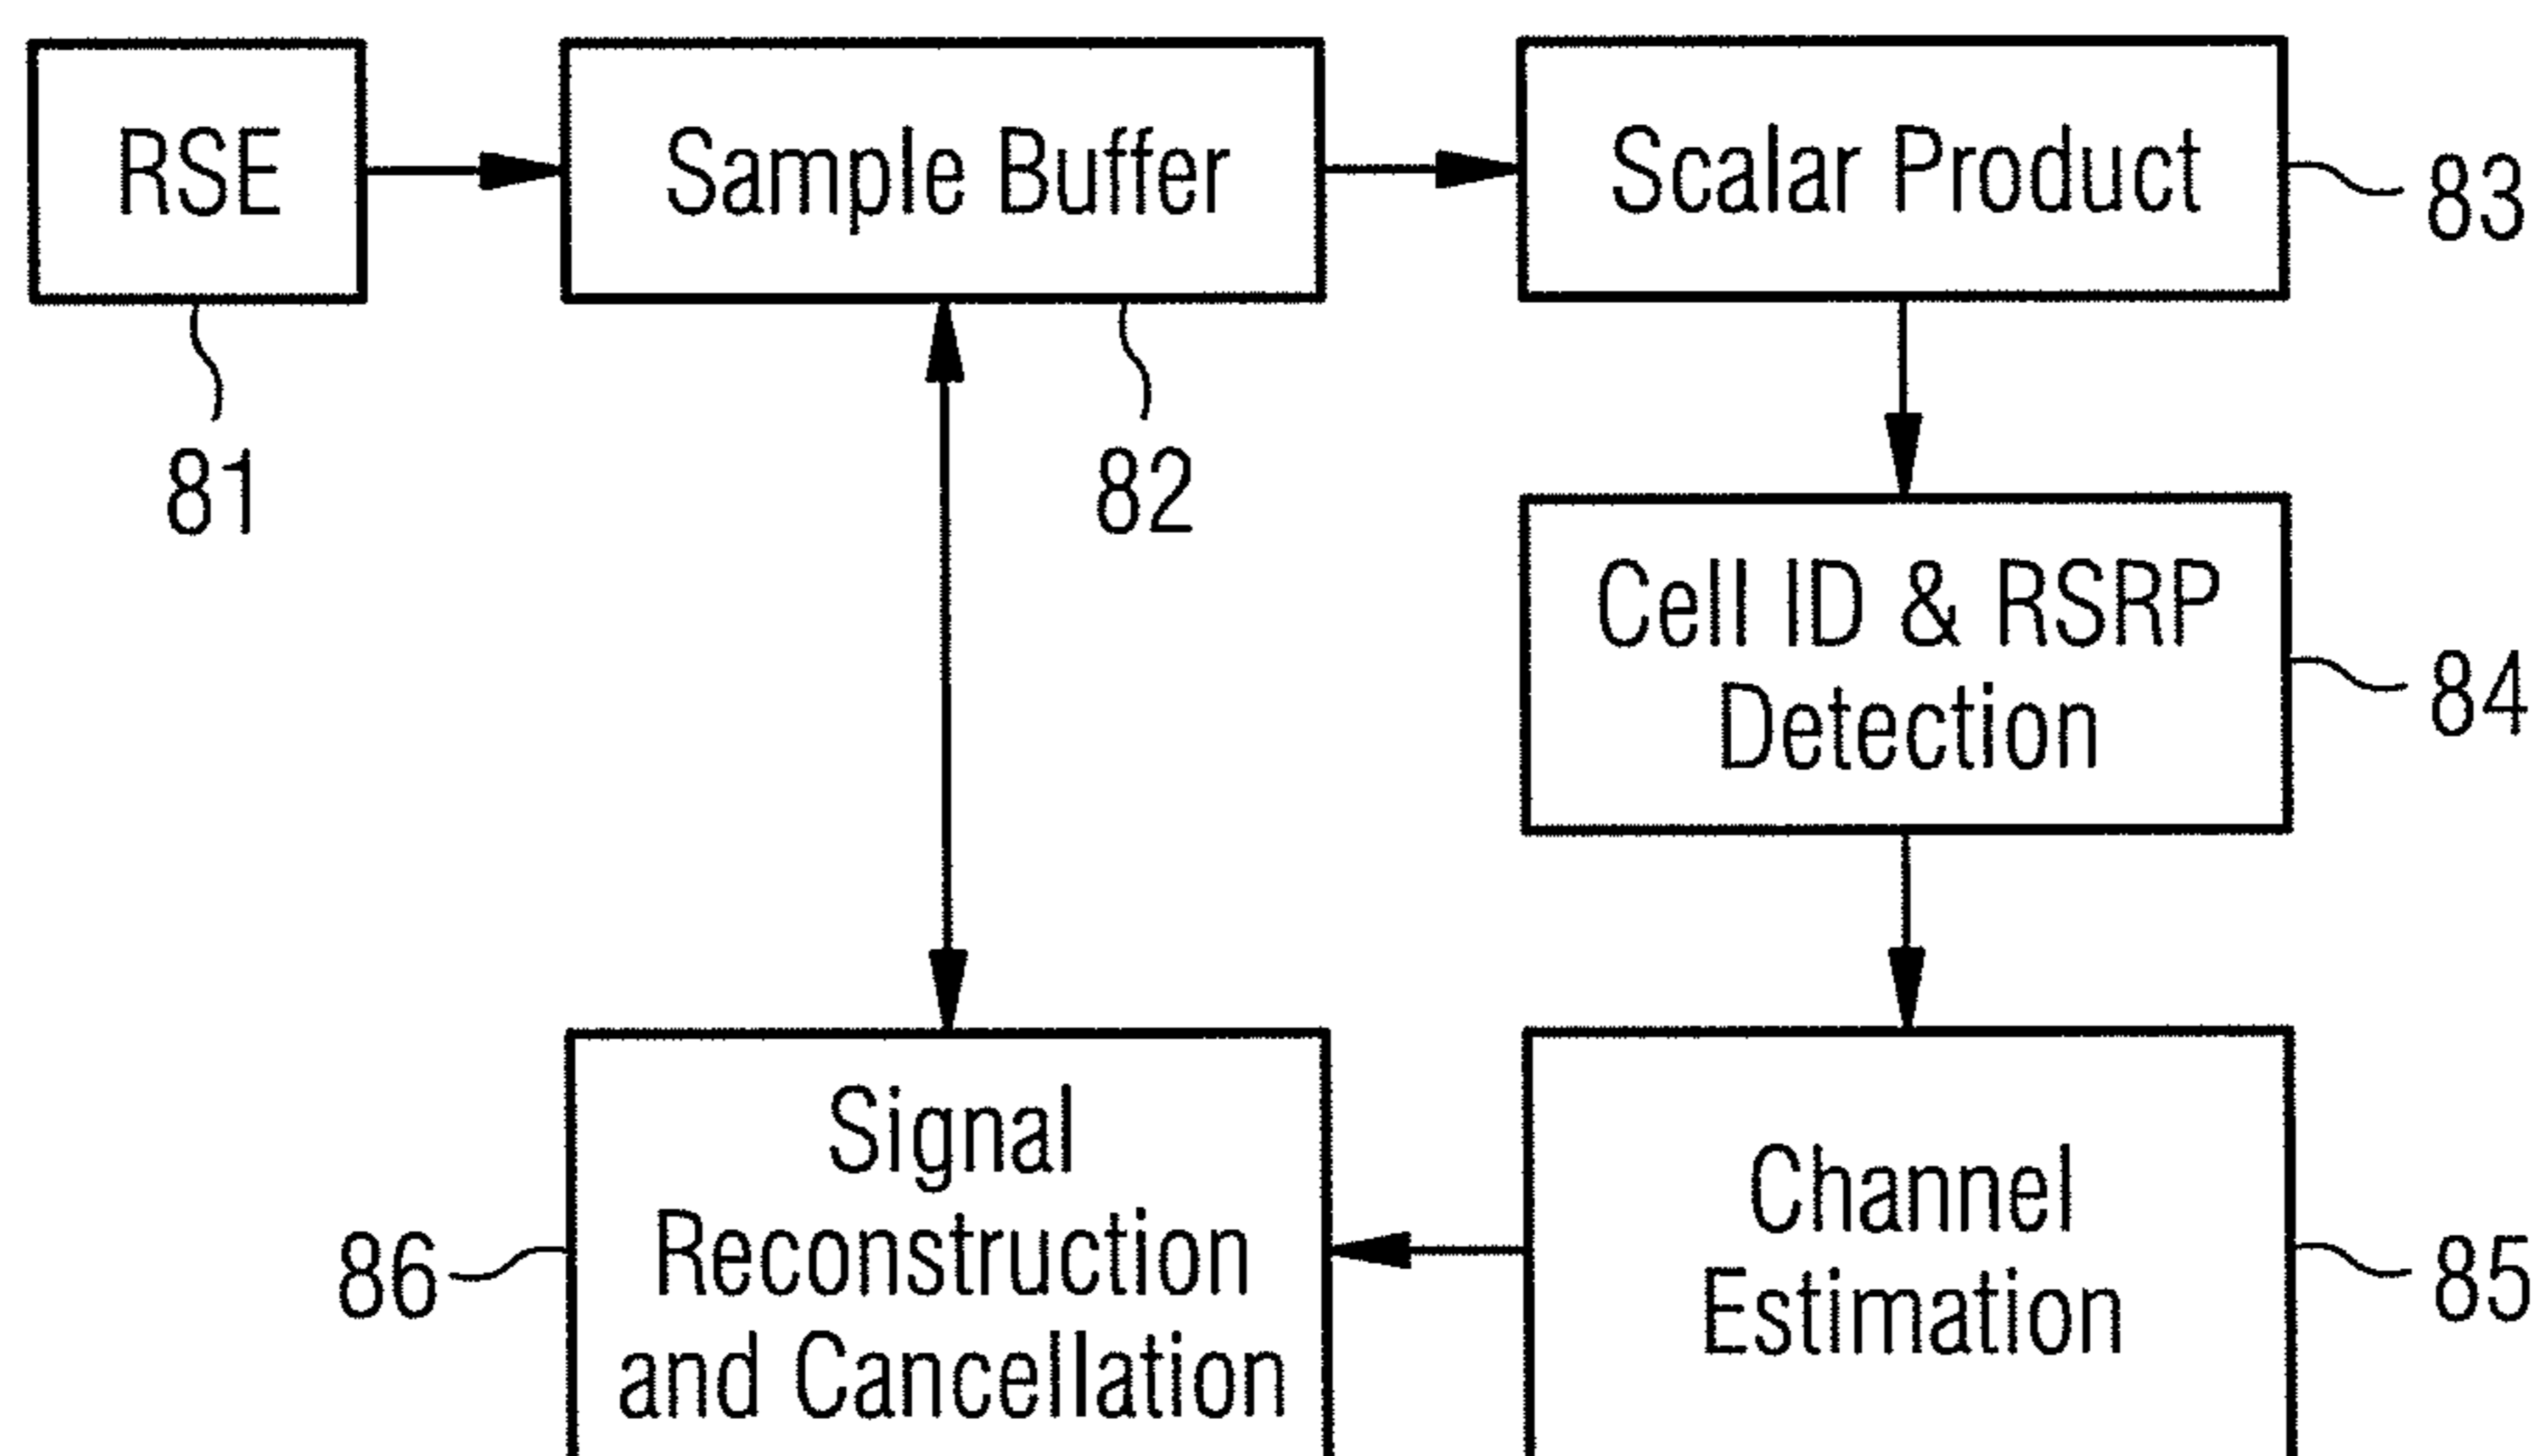 RSE
Sample Buffer
Scalar Product
83
81
82
Cell ID & RSRP
Detection
84
Signal
Reconstruction
and Cancellation
86
Channel
Estimation
85